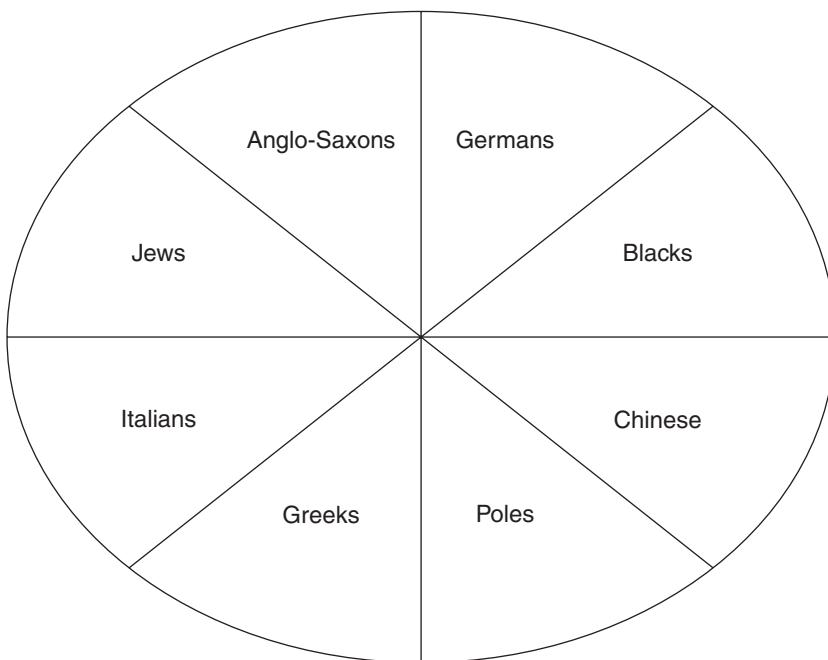 Anglo-Saxons
Germans
Jews
Blacks
Italians
Chinese
Greeks
Poles